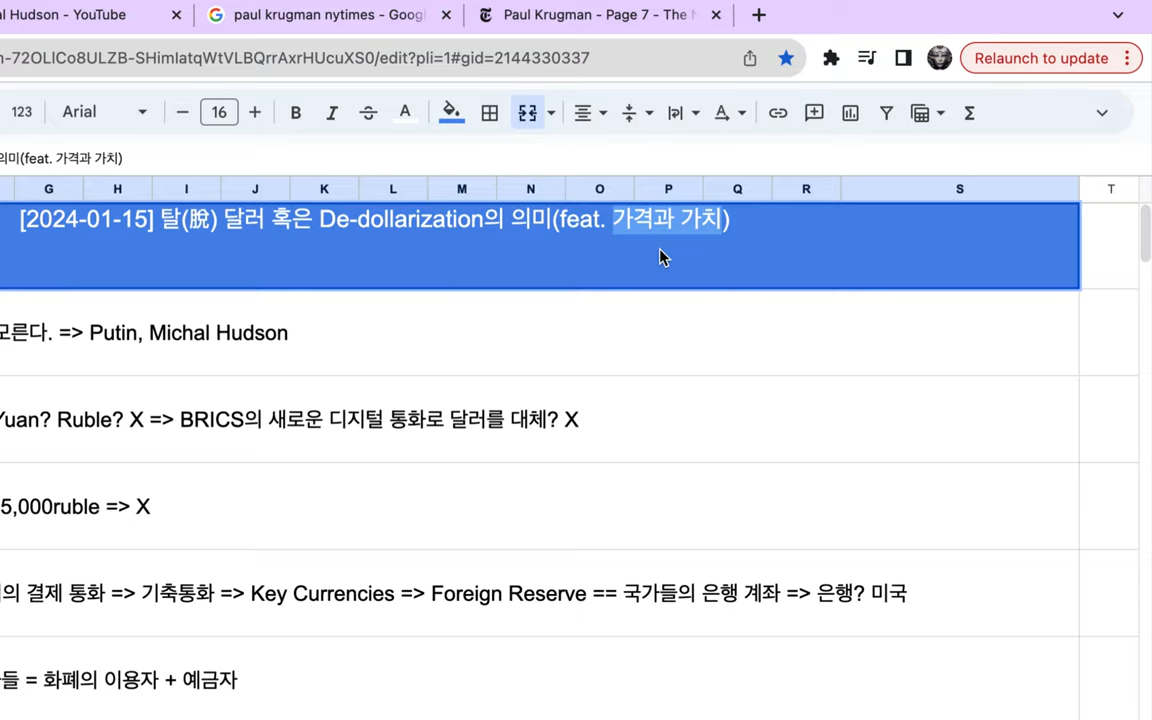 al Hudson - YouTube
paul krugman nytimes - Goog
Paul Krugman - Page 7 - The N
n-72OLlCo8ULZB-SHimlatqWtVLBQrrAxrHUcuXS0/edit?pli=1#gid=2144330337
Relaunch to update
123 Arial 16 B I S A A Σ
의미(feat. 가격과 가치)
G H I J K L M N O P Q R S T
[2024-01-15] 탈(脫) 달러 혹은 De-dollarization의 의미(feat. 가격과 가치)
모른다. => Putin, Michal Hudson
Yuan? Ruble? X => BRICS의 새로운 디지털 통화로 달러를 대체? X
5,000ruble => X
의 결제 통화 => 기축통화 => Key Currencies => Foreign Reserve == 국가들의 은행 계좌 => 은행? 미국
들 = 화폐의 이용자 + 예금자